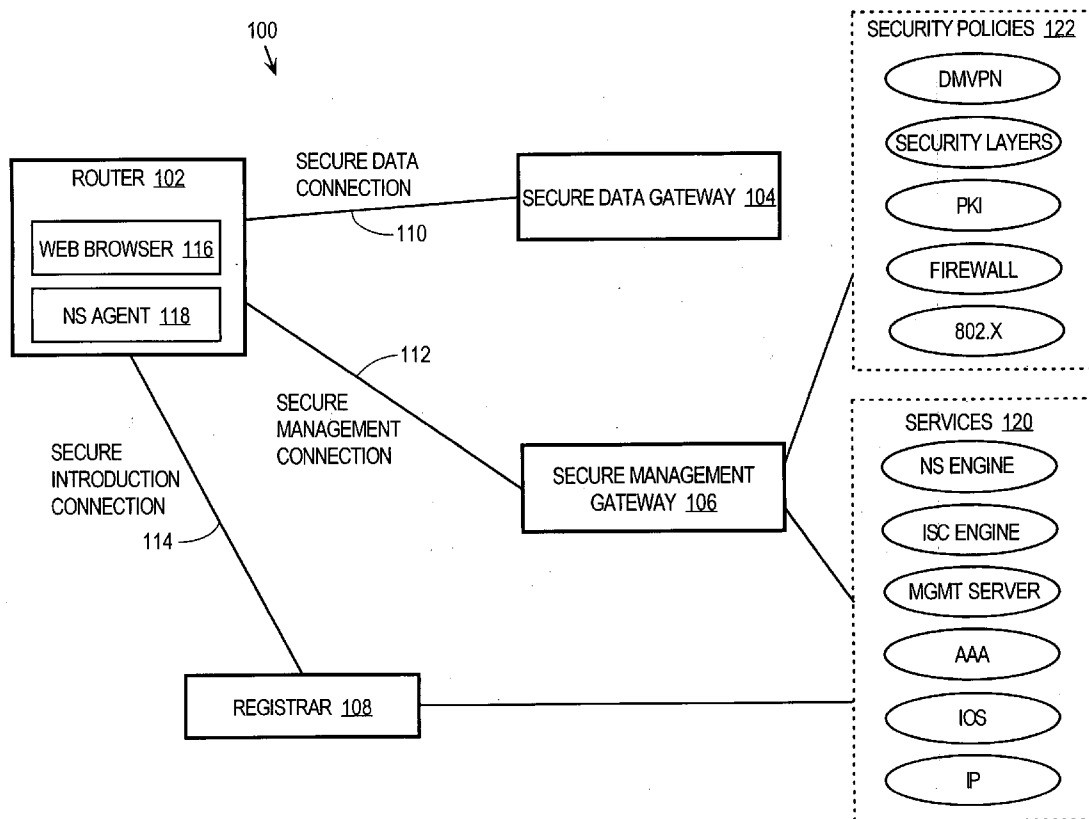 100
SECURITY POLICIES 122
DMVPN
SECURITY LAYERS
PKI
FIREWALL
802.X
ROUTER 102
WEB BROWSER 116
NS AGENT 118
SECURE DATA
CONNECTION
110
SECURE DATA GATEWAY 104
112
SECURE
MANAGEMENT
CONNECTION
SECURE MANAGEMENT
GATEWAY 106
SECURE
INTRODUCTION
CONNECTION
114
REGISTRAR 108
SERVICES 120
NS ENGINE
ISC ENGINE
MGMT SERVER
AAA
IOS
IP